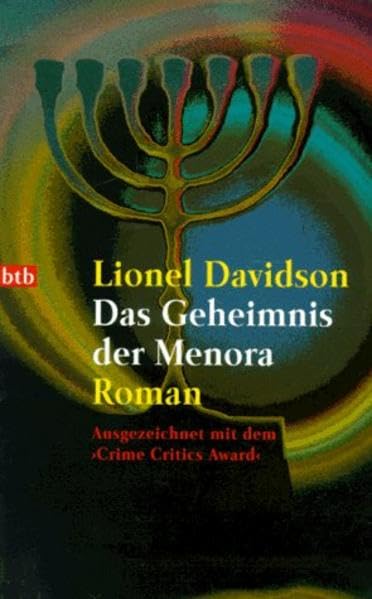 btb
Lionel Davidson
Das Geheimnis
der Menora
Roman
Ausgezeichnet mit dem
›Crime Critics Award‹